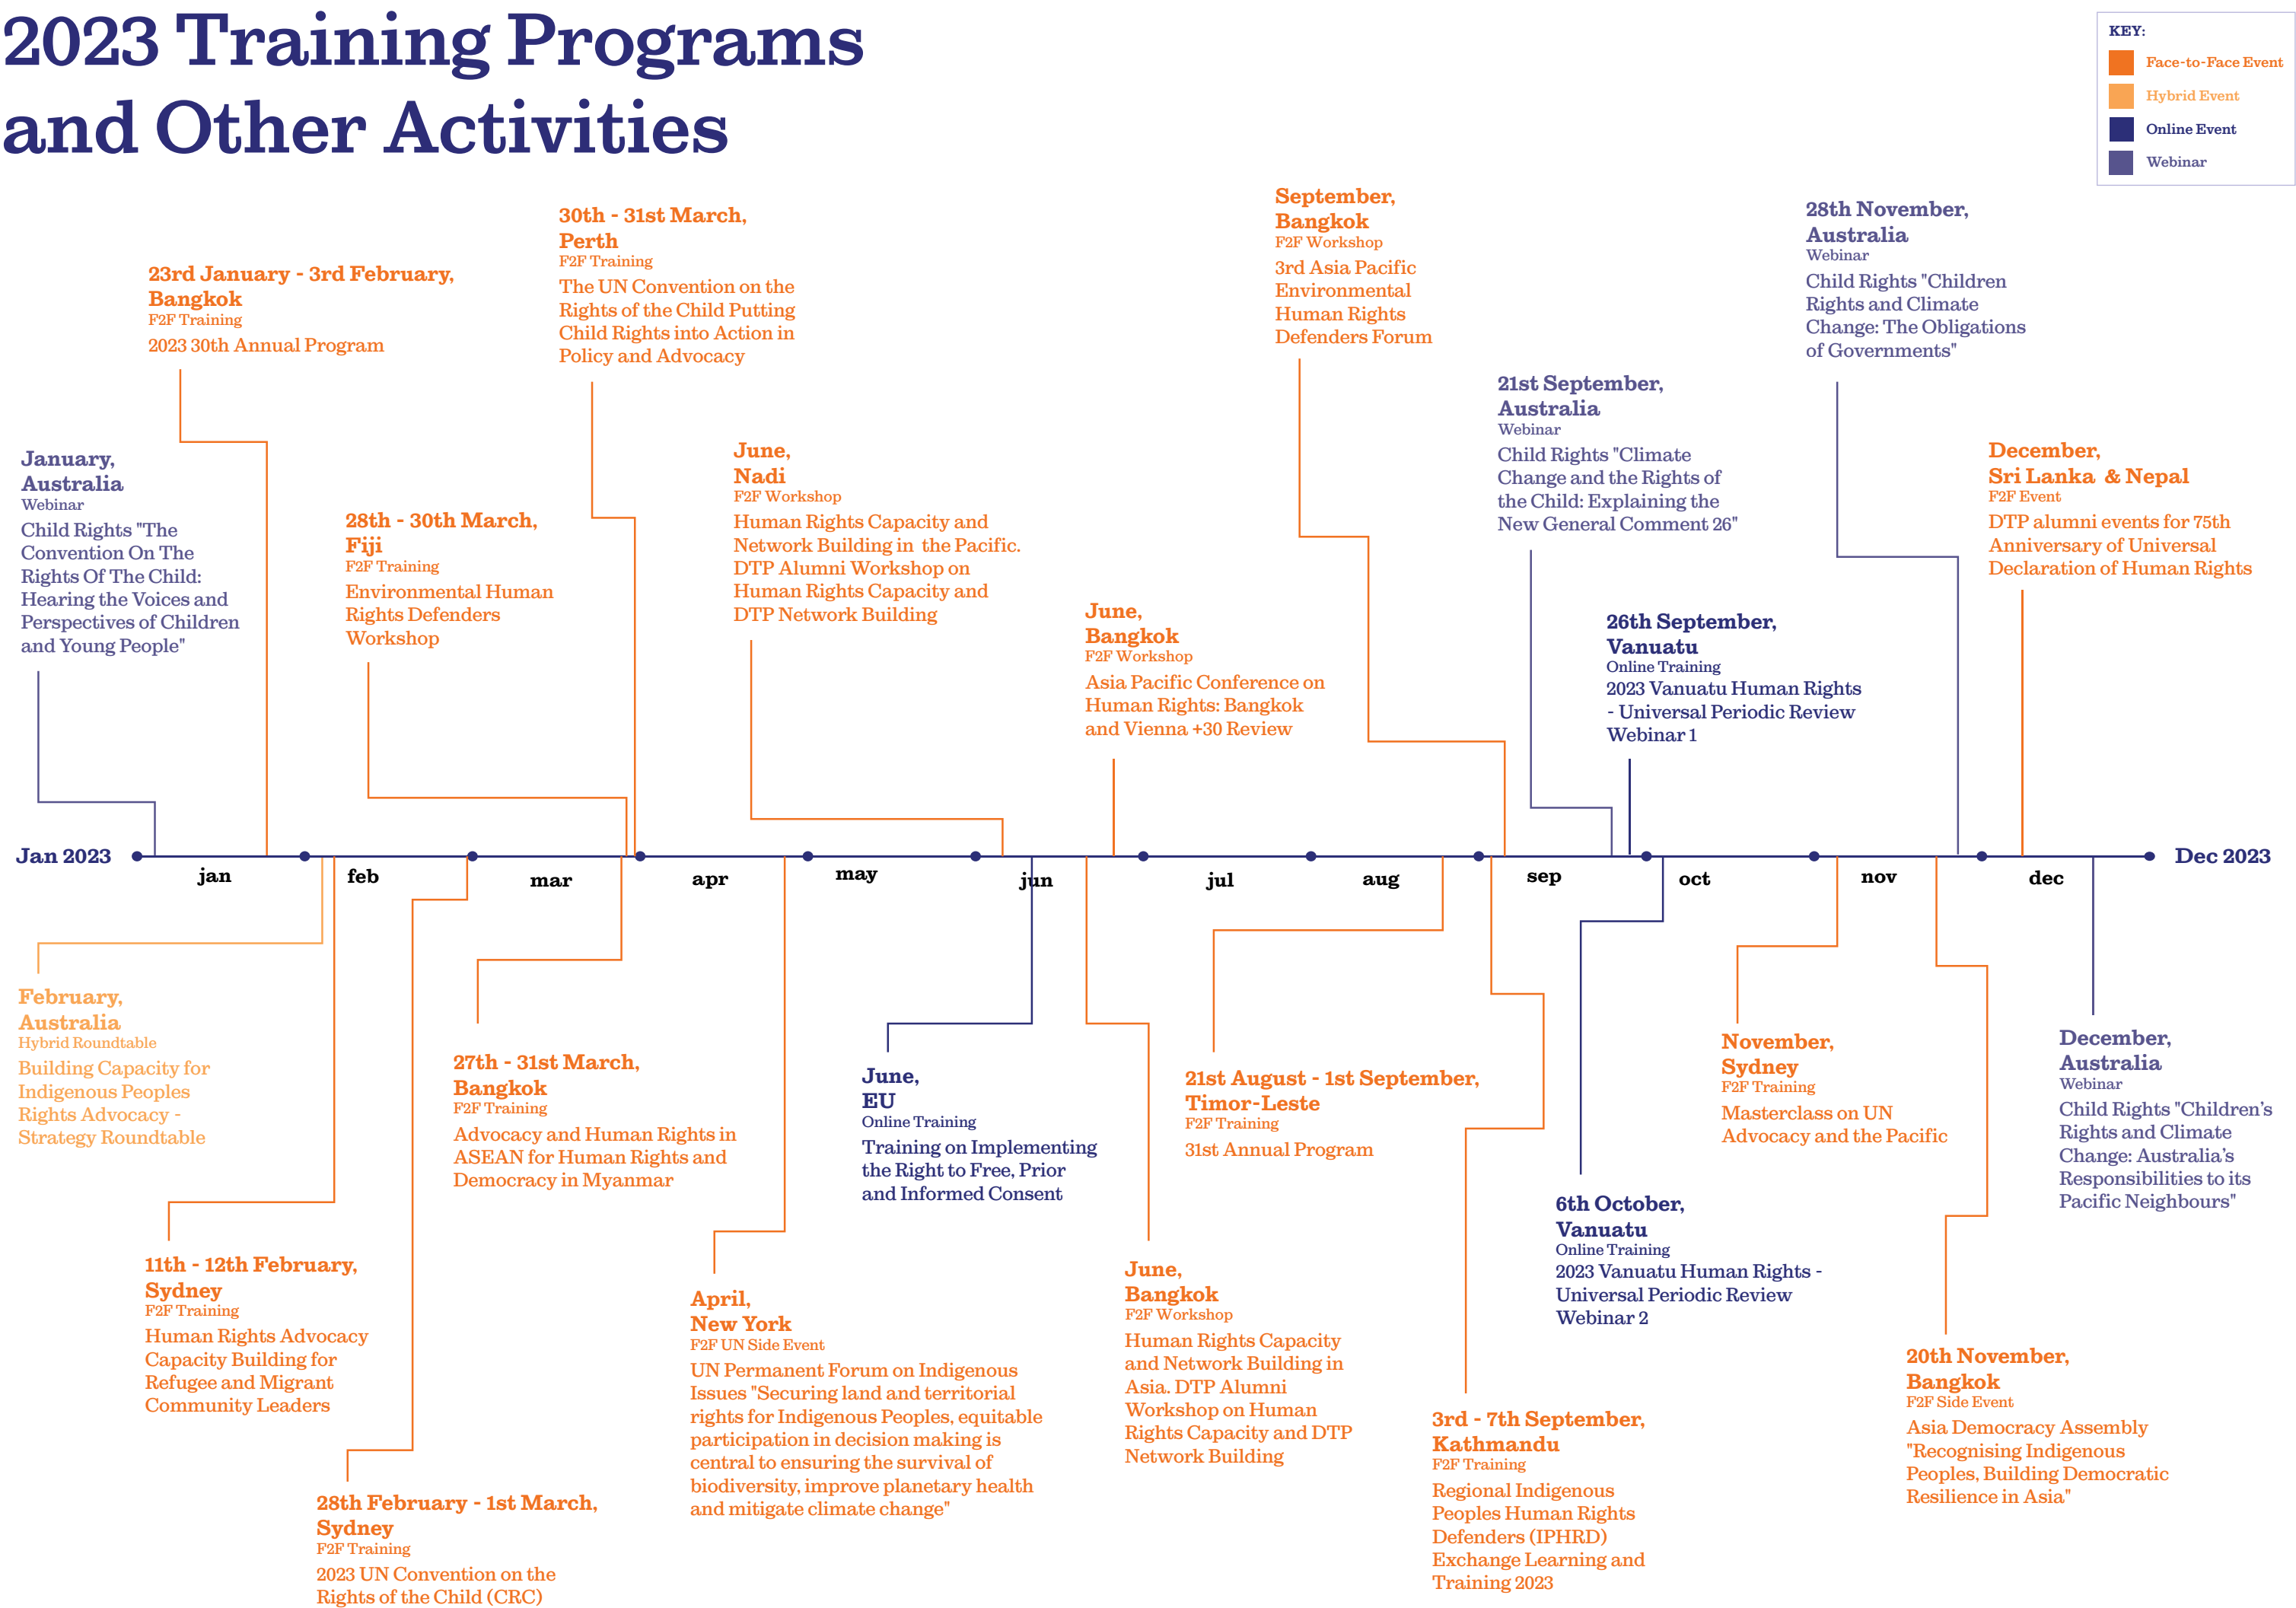 2023 Training Programs
and Other Activities
KEY:
Face-to-Face Event
Hybrid Event
Online Event
Webinar
January,
Australia
Webinar
Child Rights "The
Convention On The
Rights Of The Child:
Hearing the Voices and
Perspectives of Children
and Young People"
23rd January - 3rd February,
Bangkok
F2F Training
2023 30th Annual Program
28th - 30th March,
Fiji
F2F Training
Environmental Human
Rights Defenders
Workshop
30th - 31st March,
Perth
F2F Training
The UN Convention on the
Rights of the Child Putting
Child Rights into Action in
Policy and Advocacy
June,
Nadi
F2F Workshop
Human Rights Capacity and
Network Building in  the Pacific.
DTP Alumni Workshop on
Human Rights Capacity and
DTP Network Building
June,
Bangkok
F2F Workshop
Asia Pacific Conference on
Human Rights: Bangkok
and Vienna +30 Review
September,
Bangkok
F2F Workshop
3rd Asia Pacific
Environmental
Human Rights
Defenders Forum
21st September,
Australia
Webinar
Child Rights "Climate
Change and the Rights of
the Child: Explaining the
New General Comment 26"
26th September,
Vanuatu
Online Training
2023 Vanuatu Human Rights
- Universal Periodic Review
Webinar 1
28th November,
Australia
Webinar
Child Rights "Children
Rights and Climate
Change: The Obligations
of Governments"
December,
Sri Lanka  & Nepal
F2F Event
DTP alumni events for 75th
Anniversary of Universal
Declaration of Human Rights
Jan 2023
jan
feb
mar
apr
may
jun
jul
aug
sep
oct
nov
dec
Dec 2023
February,
Australia
Hybrid Roundtable
Building Capacity for
Indigenous Peoples
Rights Advocacy -
Strategy Roundtable
11th - 12th February,
Sydney
F2F Training
Human Rights Advocacy
Capacity Building for
Refugee and Migrant
Community Leaders
28th February - 1st March,
Sydney
F2F Training
2023 UN Convention on the
Rights of the Child (CRC)
27th - 31st March,
Bangkok
F2F Training
Advocacy and Human Rights in
ASEAN for Human Rights and
Democracy in Myanmar
April,
New York
F2F UN Side Event
UN Permanent Forum on Indigenous
Issues "Securing land and territorial
rights for Indigenous Peoples, equitable
participation in decision making is
central to ensuring the survival of
biodiversity, improve planetary health
and mitigate climate change"
June,
EU
Online Training
Training on Implementing
the Right to Free, Prior
and Informed Consent
June,
Bangkok
F2F Workshop
Human Rights Capacity
and Network Building in
Asia. DTP Alumni
Workshop on Human
Rights Capacity and DTP
Network Building
21st August - 1st September,
Timor-Leste
F2F Training
31st Annual Program
3rd - 7th September,
Kathmandu
F2F Training
Regional Indigenous
Peoples Human Rights
Defenders (IPHRD)
Exchange Learning and
Training 2023
6th October,
Vanuatu
Online Training
2023 Vanuatu Human Rights -
Universal Periodic Review
Webinar 2
November,
Sydney
F2F Training
Masterclass on UN
Advocacy and the Pacific
20th November,
Bangkok
F2F Side Event
Asia Democracy Assembly
"Recognising Indigenous
Peoples, Building Democratic
Resilience in Asia"
December,
Australia
Webinar
Child Rights "Children’s
Rights and Climate
Change: Australia’s
Responsibilities to its
Pacific Neighbours"